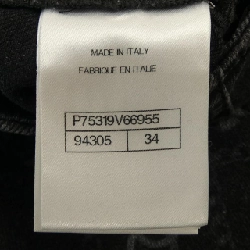 MADE IN ITALY
FABRIQUE EN ITALIE
P75319V66955
94305 34